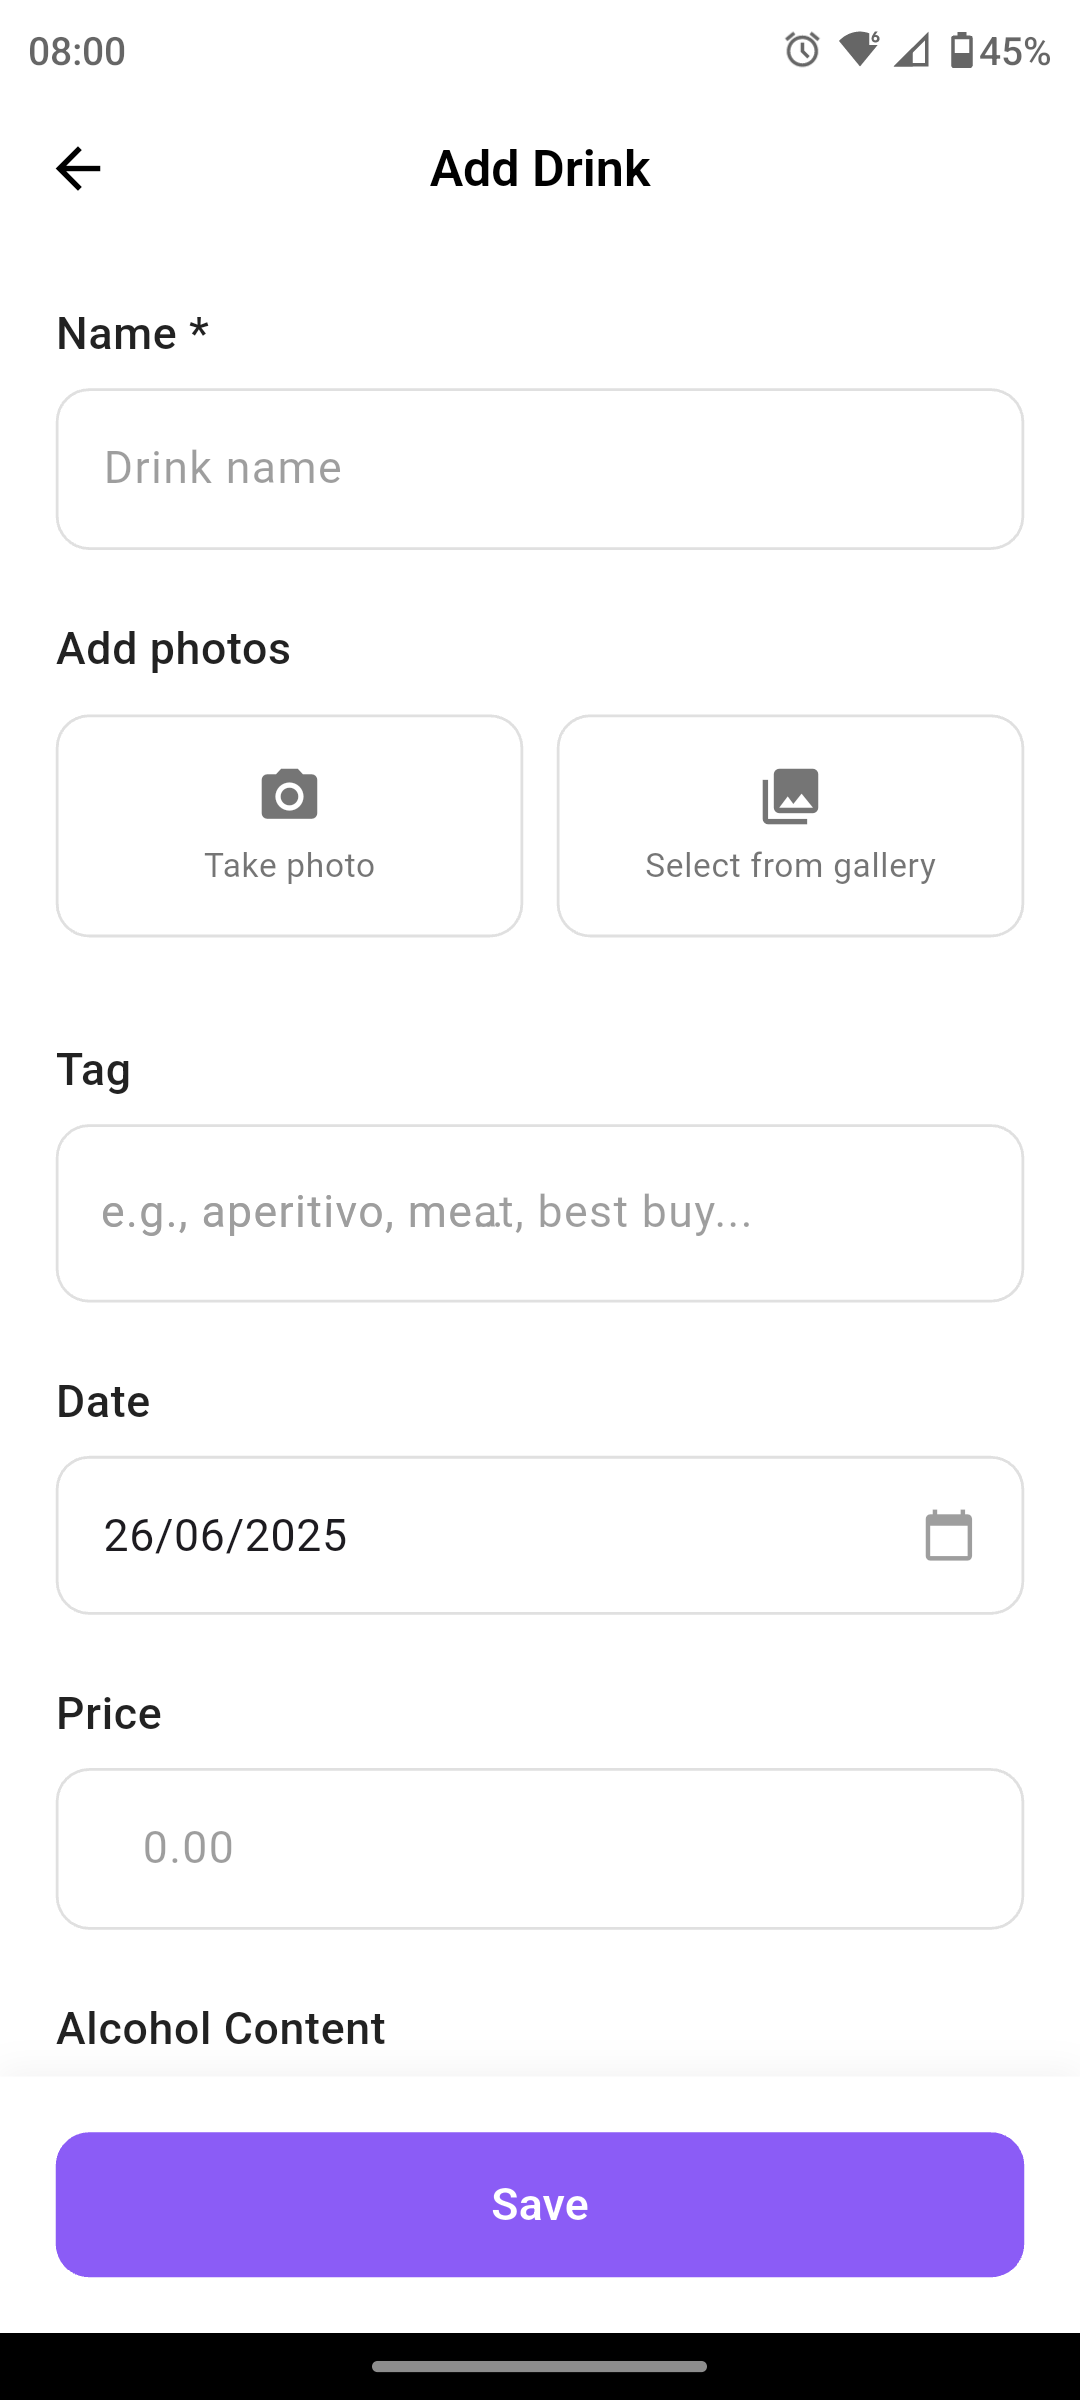 08:00
45%
Add Drink
Name *
Drink name
Add photos
Take photo
Select from gallery
Tag
e.g., aperitivo, meat, best buy...
Date
26/06/2025
Price
0.00
Alcohol Content
Save